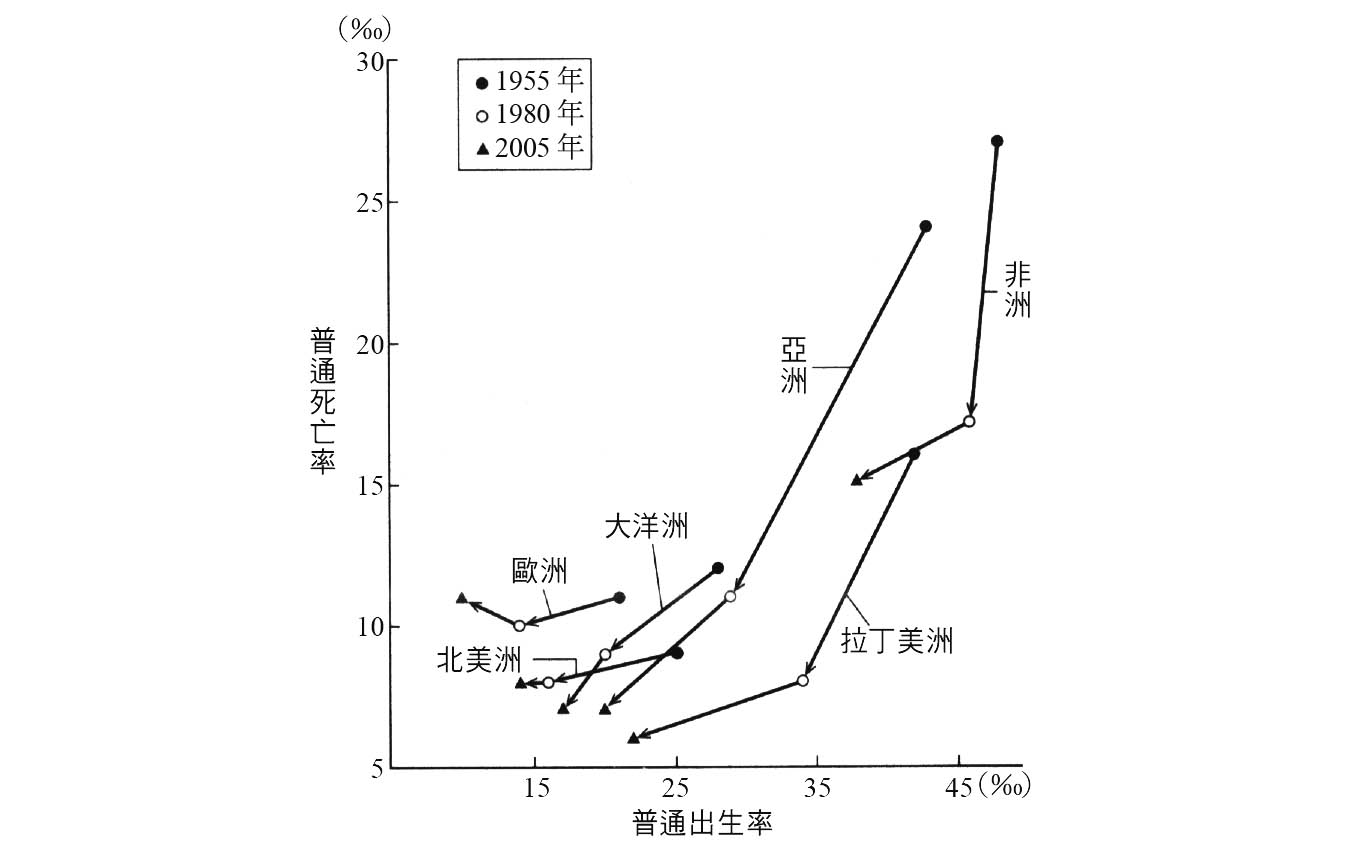 (‰)
30
● 1955 年
○ 1980 年
▲ 2005 年
25
20
15
10
5
普通死亡率
非洲
亞洲
大洋洲
歐洲
北美洲
拉丁美洲
15 25 35 45(‰)
普通出生率